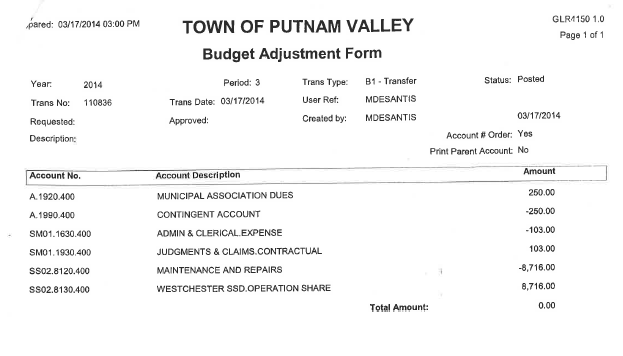 pared: 03/17/2014 03:00 PM TOWN OF PUTNAM VALLEY GLR4150 1.0
Budget Adjustment Form Page 1 of 1
Year: 2014 Period: 3 Trans Type: B1 - Transfer Status: Posted
Trans No: 110836 Trans Date: 03/17/2014 User Ref: MDESANTIS
Requested: Approved: Created by: MDESANTIS 03/17/2014
Description: Account # Order: Yes
Print Parent Account: No
Account No. Account Description Amount
A.1920.400 MUNICIPAL ASSOCIATION DUES 250.00
A.1990.400 CONTINGENT ACCOUNT -250.00
SM01.1630.400 ADMIN & CLERICAL.EXPENSE -103.00
SM01.1930.400 JUDGMENTS & CLAIMS.CONTRACTUAL 103.00
SS02.8120.400 MAINTENANCE AND REPAIRS -8,716.00
SS02.8130.400 WESTCHESTER SSD.OPERATION SHARE 8,716.00
Total Amount: 0.00